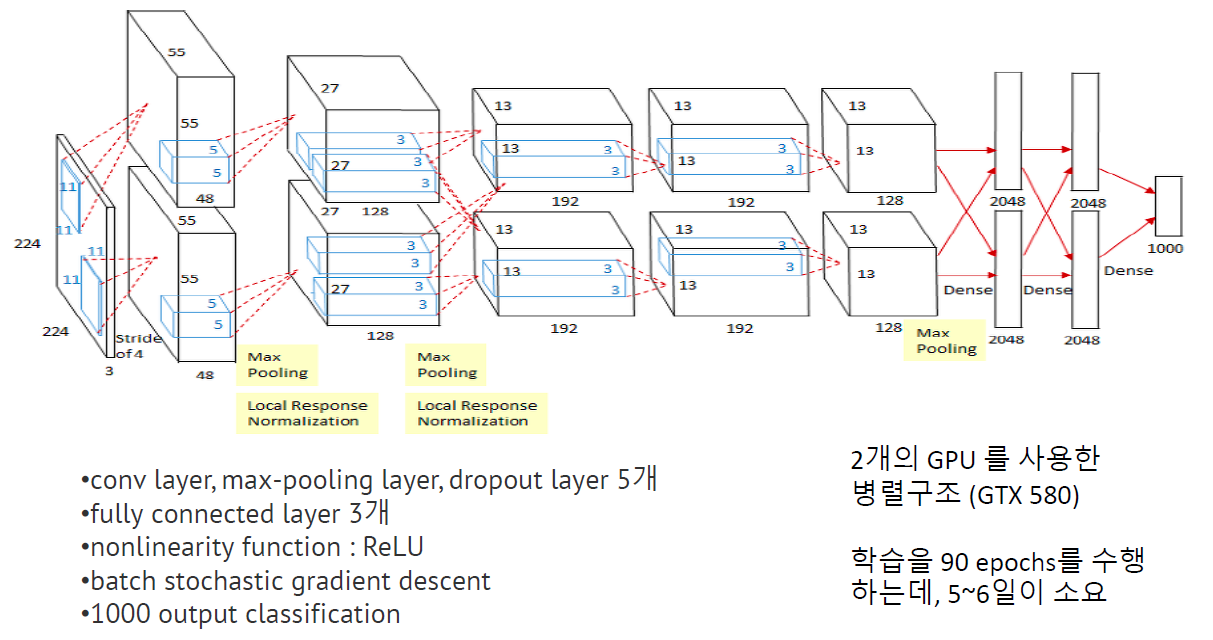 55
55
5
5
48
27
27
3
3
3
128
13
13
3
3
192
13
13
3
3
192
13
13
128
2048
2048
1000
Dense
224
11
11
11
11
224
3
Stride
of 4
55
55
5
5
48
27
27
3
3
3
3
128
13
13
3
3
192
13
13
3
3
192
13
13
128
Dense
Dense
2048
2048
Max
Pooling
Local Response
Normalization
Max
Pooling
Local Response
Normalization
Max
Pooling
•conv layer, max-pooling layer, dropout layer 5개
•fully connected layer 3개
•nonlinearity function : ReLU
•batch stochastic gradient descent
•1000 output classification
2개의 GPU 를 사용한
병렬구조 (GTX 580)
학습을 90 epochs를 수행
하는데, 5~6일이 소요